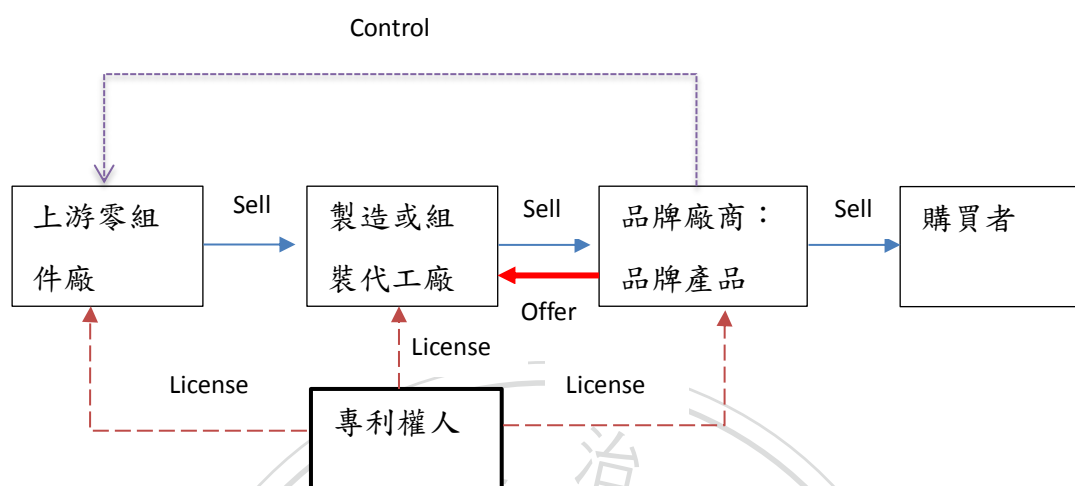 Control
上游零組
件廠
Sell
製造或組
裝代工廠
Sell
Offer
品牌廠商：
品牌產品
Sell
購買者
License
License
License
專利權人
治